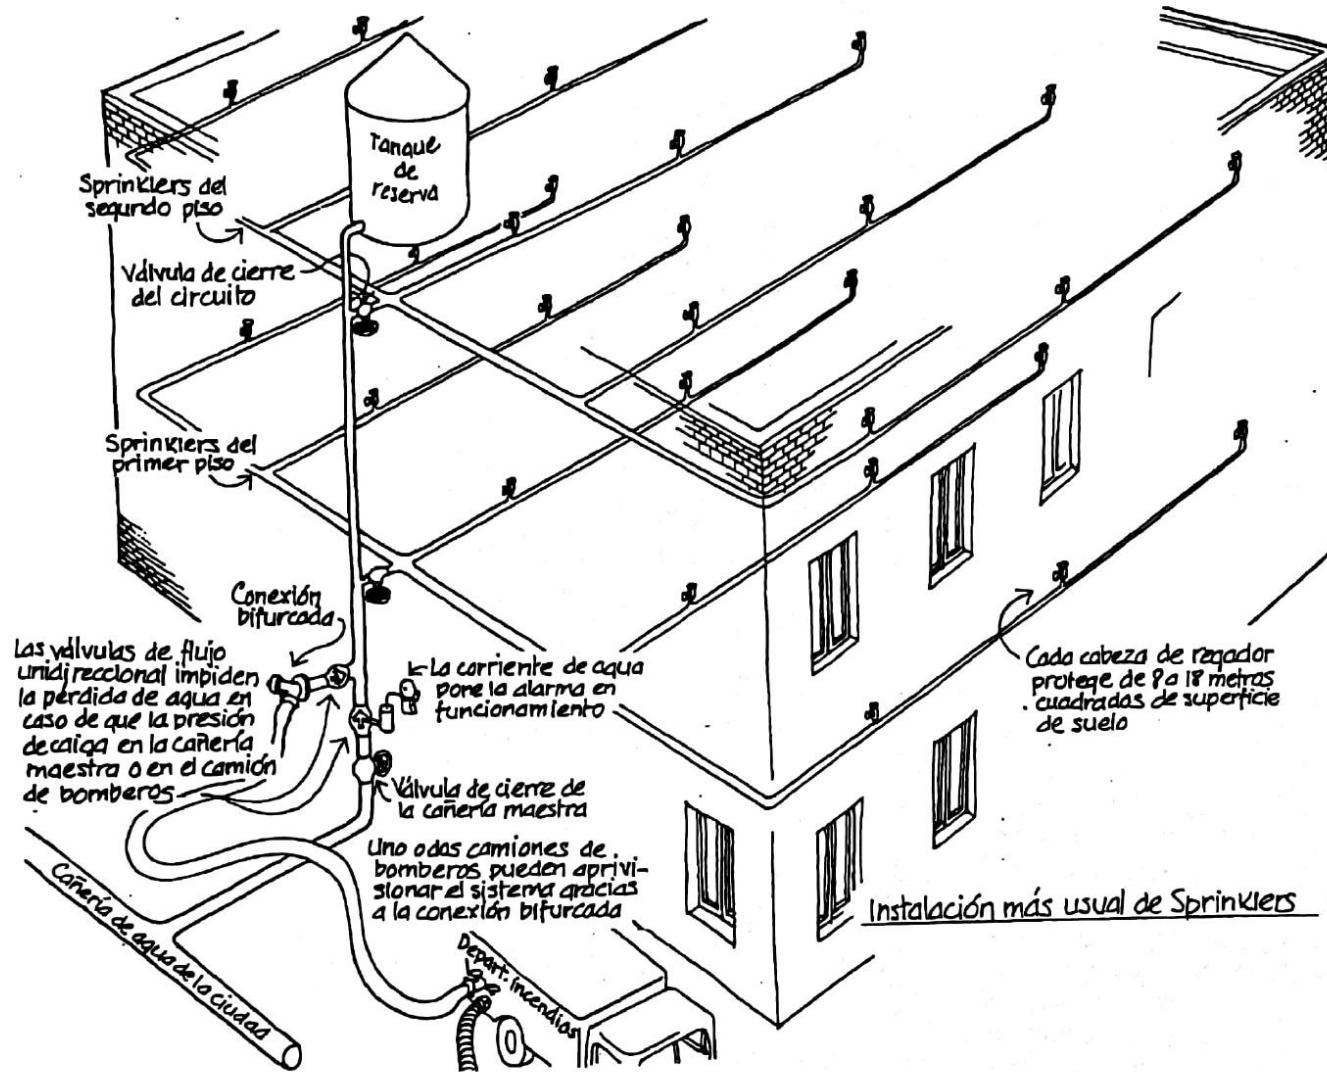 Tanque
de
reserva
Sprinklers del
segundo piso
Válvula de cierre
del circuito
Sprinklers del
primer piso
Conexión
bifurcada
Las válvulas de flujo
unidireccional impiden
la pérdida de agua en
caso de que la presión
decaiga en la cañería
maestra o en el camión
de bomberos
La corriente de agua
pone la alarma en
funcionamiento
Válvula de cierre de
la cañería maestra
Uno o dos camiones de
bomberos pueden aprivi-
sionar el sistema gracias
a la conexión bifurcada
Cada cabeza de regador
protege de 8 a 18 metros
cuadrados de superficie
de suelo
Instalación más usual de Sprinklers
Cañería de agua de la ciudad
Depart. incendios